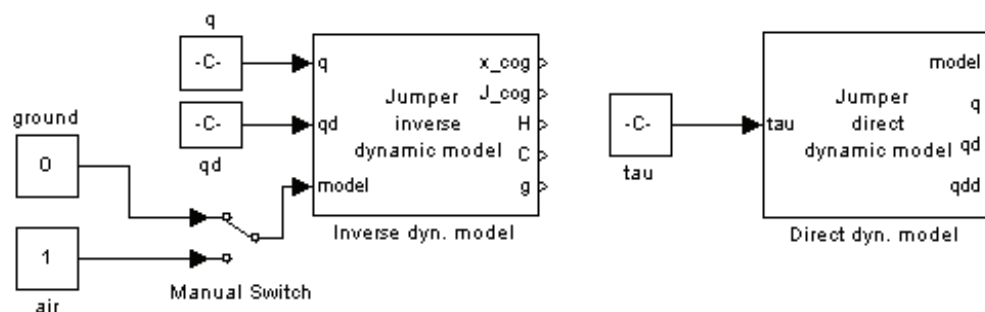 q
-C-
q
x_cog
J_cog
Jumper
inverse
dynamic model
H
C
g
-C-
qd
qd
model
Inverse dyn. model
ground
0
1
air
Manual Switch
-C-
tau
tau
Jumper
direct
dynamic model
model
q
qd
qdd
Direct dyn. model